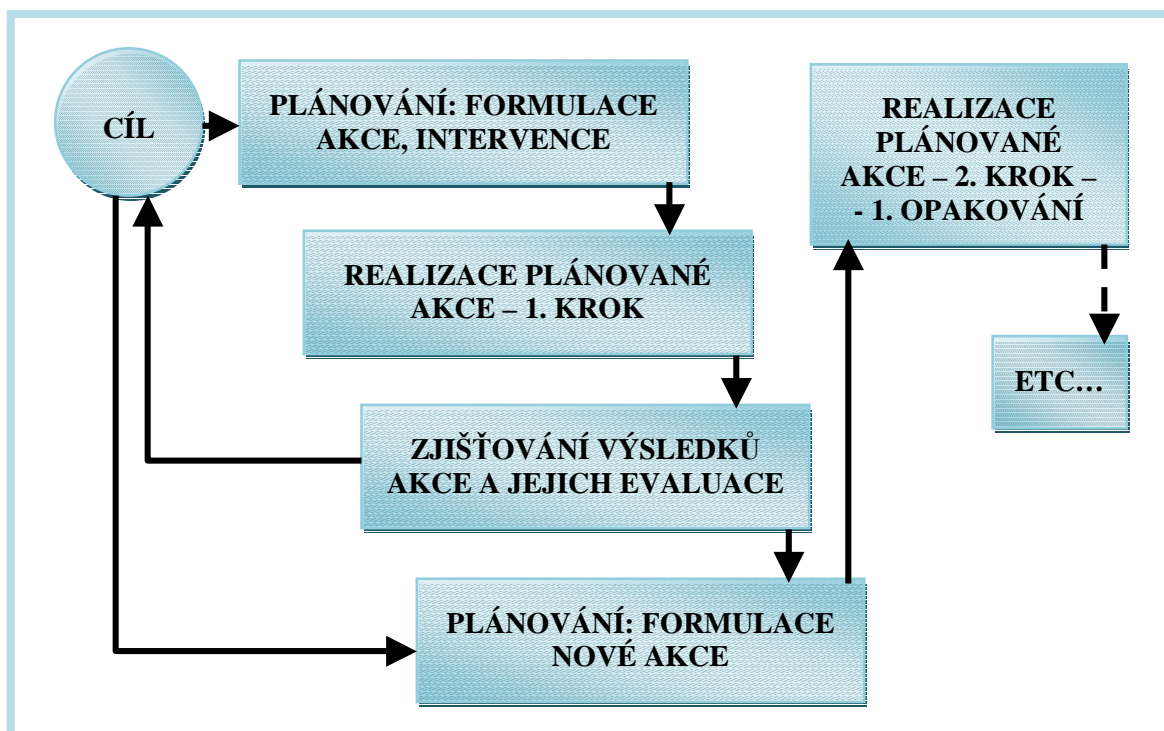 CÍL
PLÁNOVÁNÍ: FORMULACE
AKCE, INTERVENCE
REALIZACE PLÁNOVANÉ
AKCE – 1. KROK
ZJIŠŤOVÁNÍ VÝSLEDKŮ
AKCE A JEJICH EVALUACE
PLÁNOVÁNÍ: FORMULACE
NOVÉ AKCE
REALIZACE
PLÁNOVANÉ
AKCE – 2. KROK –
- 1. OPAKOVÁNÍ
ETC…